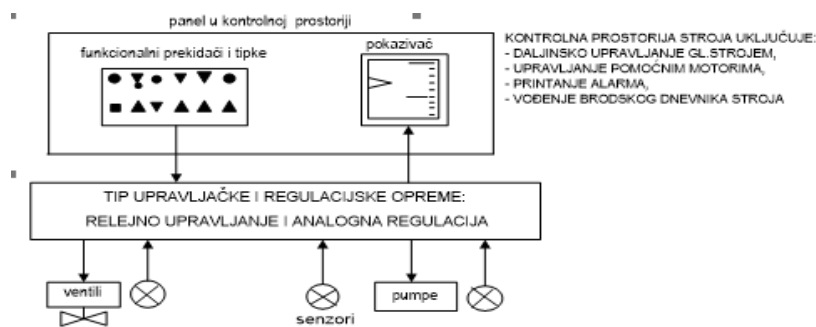 panel u kontrolnoj prostoriji
funkcionalni prekidači i tipke
pokazivač
KONTROLNA PROSTORIJA STROJA UKLJUČUJE:
- DALJINSKO UPRAVLJANJE GL.STROJEM,
- UPRAVLJANJE POMOĆNIM MOTORIMA,
- PRINTANJE ALARMA,
- VOĐENJE BRODSKOG DNEVNIKA STROJA
TIP UPRAVLJAČKE I REGULACIJSKE OPREME:
RELEJNO UPRAVLJANJE I ANALOGNA REGULACIJA
ventili
senzori
pumpe